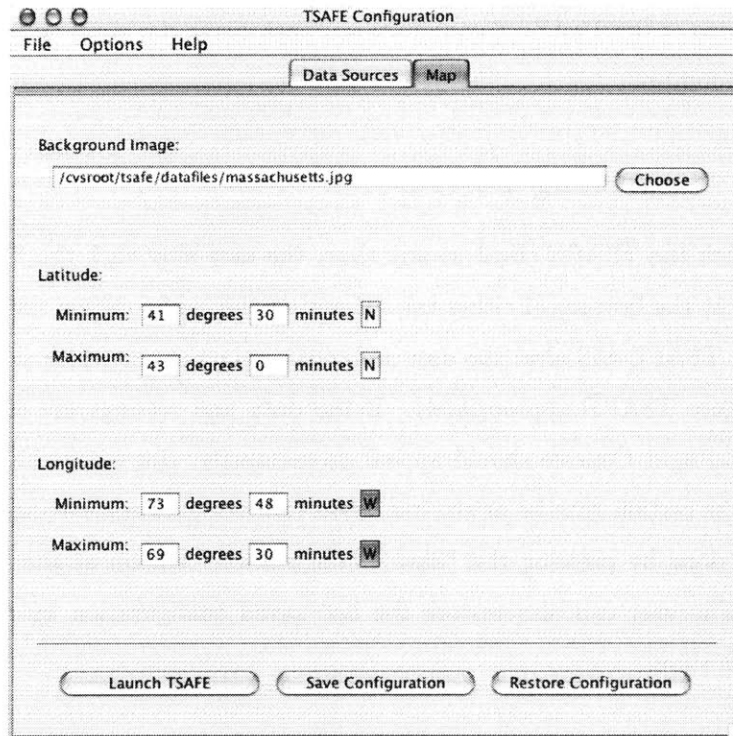 TSAFE Configuration
File Options Help
Data Sources Map
Background Image:
/cvsroot/tsafe/datafiles/massachusetts.jpg Choose
Latitude:
Minimum: 41 degrees 30 minutes N
Maximum: 43 degrees 0 minutes N
Longitude:
Minimum: 73 degrees 48 minutes W
Maximum: 69 degrees 30 minutes W
Launch TSAFE Save Configuration Restore Configuration